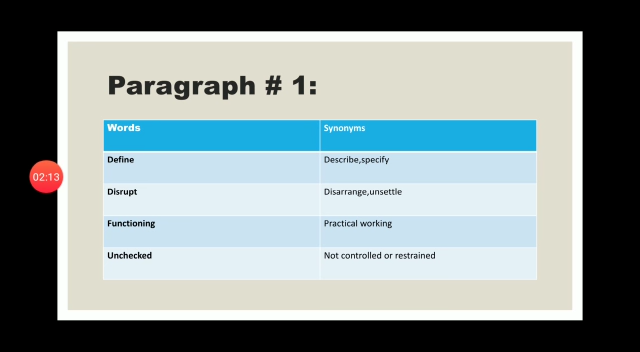 Paragraph # 1:
Words Synonyms
Define Describe,specify
02:13
Disrupt Disarrange,unsettle
Functioning Practical working
Unchecked Not controlled or restrained